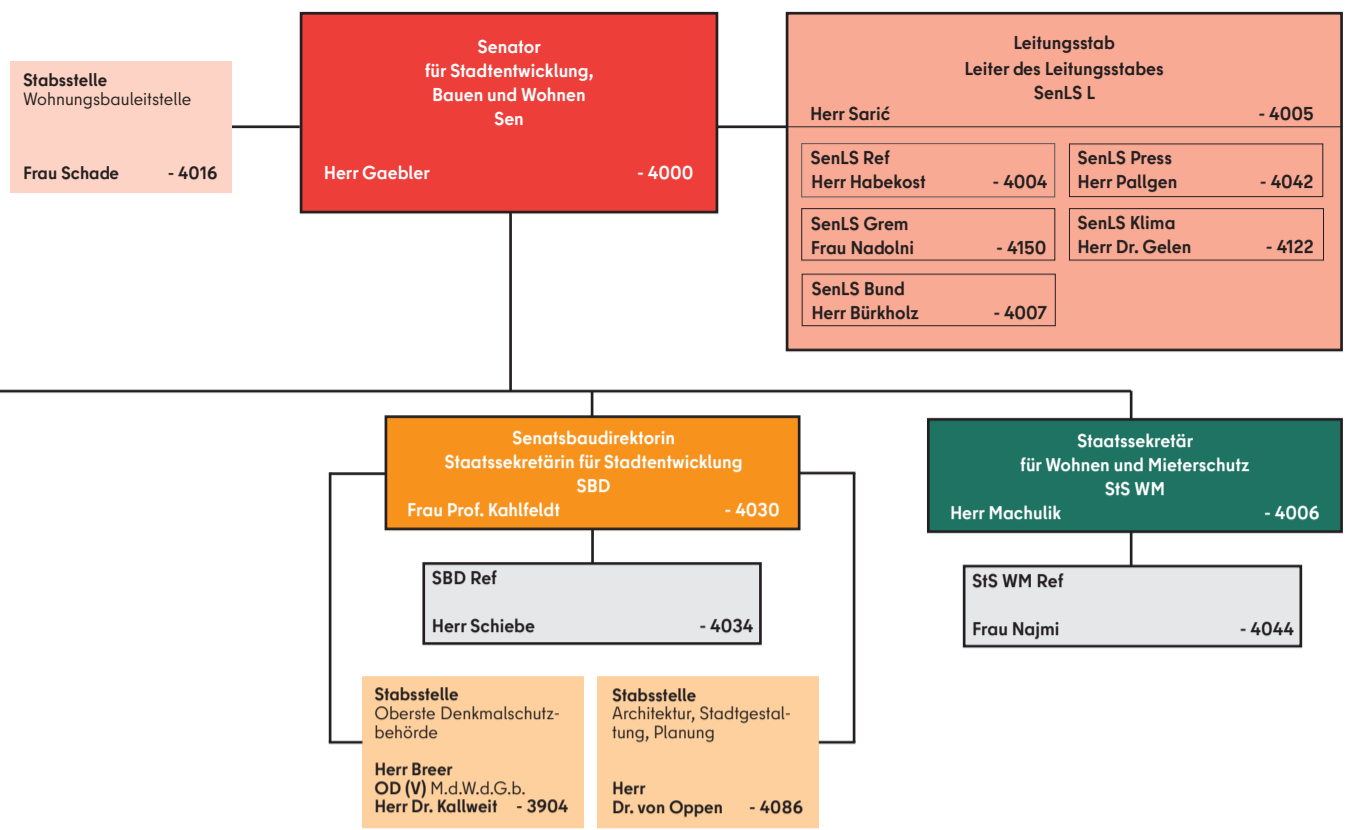 Stabsstelle
Wohnungsbauleitstelle
Frau Schade - 4016
Senator
für Stadtentwicklung,
Bauen und Wohnen
Sen
Herr Gaebler - 4000
Leitungsstab
Leiter des Leitungsstabes
SenLS L
Herr Sarić - 4005
SenLS Ref
Herr Habekost - 4004
SenLS Press
Herr Pallgen - 4042
SenLS Grem
Frau Nadolni - 4150
SenLS Klima
Herr Dr. Gelen - 4122
SenLS Bund
Herr Bürkholz - 4007
Senatsbaudirektorin
Staatssekretärin für Stadtentwicklung
SBD
Frau Prof. Kahlfeldt - 4030
Staatssekretär
für Wohnen und Mieterschutz
StS WM
Herr Machulik - 4006
SBD Ref
Herr Schiebe - 4034
StS WM Ref
Frau Najmi - 4044
Stabsstelle
Oberste Denkmalschutz-
behörde
Herr Breer
OD (V) M.d.W.d.G.b.
Herr Dr. Kallweit - 3904
Stabsstelle
Architektur, Stadtgestal-
tung, Planung
Herr
Dr. von Oppen - 4086